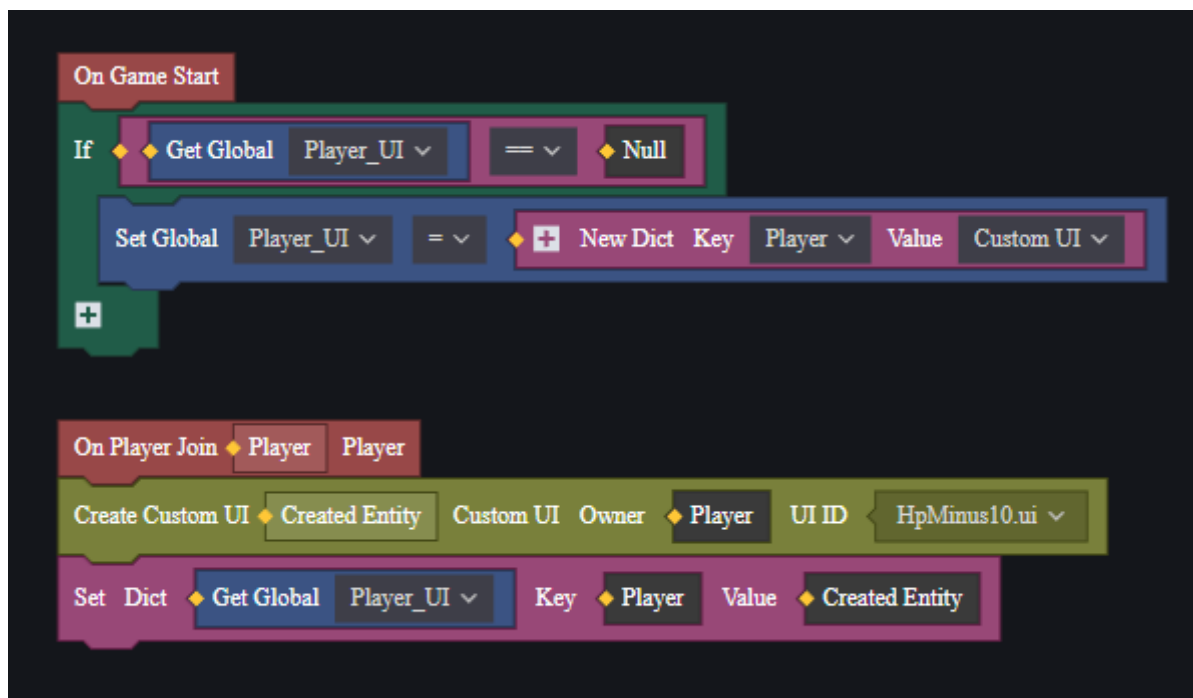 On Game Start
If Get Global Player_UI == Null
Set Global Player_UI = New Dict Key Player Value Custom UI
On Player Join Player Player
Create Custom UI Created Entity Custom UI Owner Player UI ID HpMinus10.ui
Set Dict Get Global Player_UI Key Player Value Created Entity